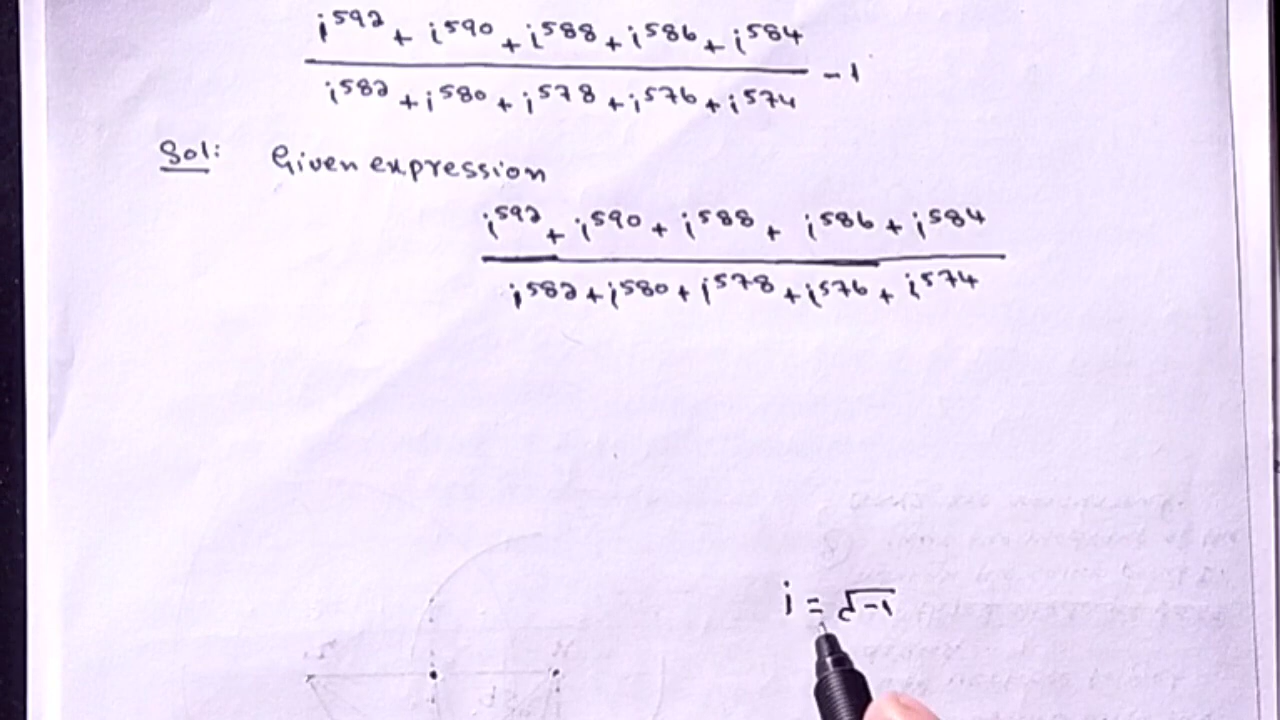 i^592 + i^590 + i^588 + i^586 + i^584
i^582 + i^580 + i^578 + i^576 + i^574 - 1
Sol: Given expression
i^592 + i^590 + i^588 + i^586 + i^584
i^582 + i^580 + i^578 + i^576 + i^574
i = √-1